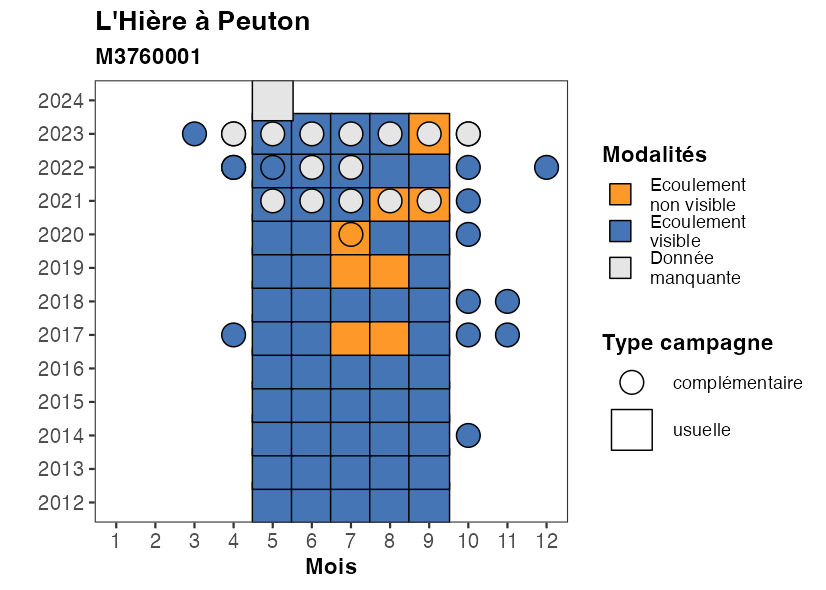 L'Hière à Peuton
M3760001
2024
2023
2022
2021
2020
2019
2018
2017
2016
2015
2014
2013
2012
1 2 3 4 5 6 7 8 9 10 11 12
Mois
Modalités
Ecoulement
non visible
Ecoulement
visible
Donnée
manquante
Type campagne
complémentaire
usuelle